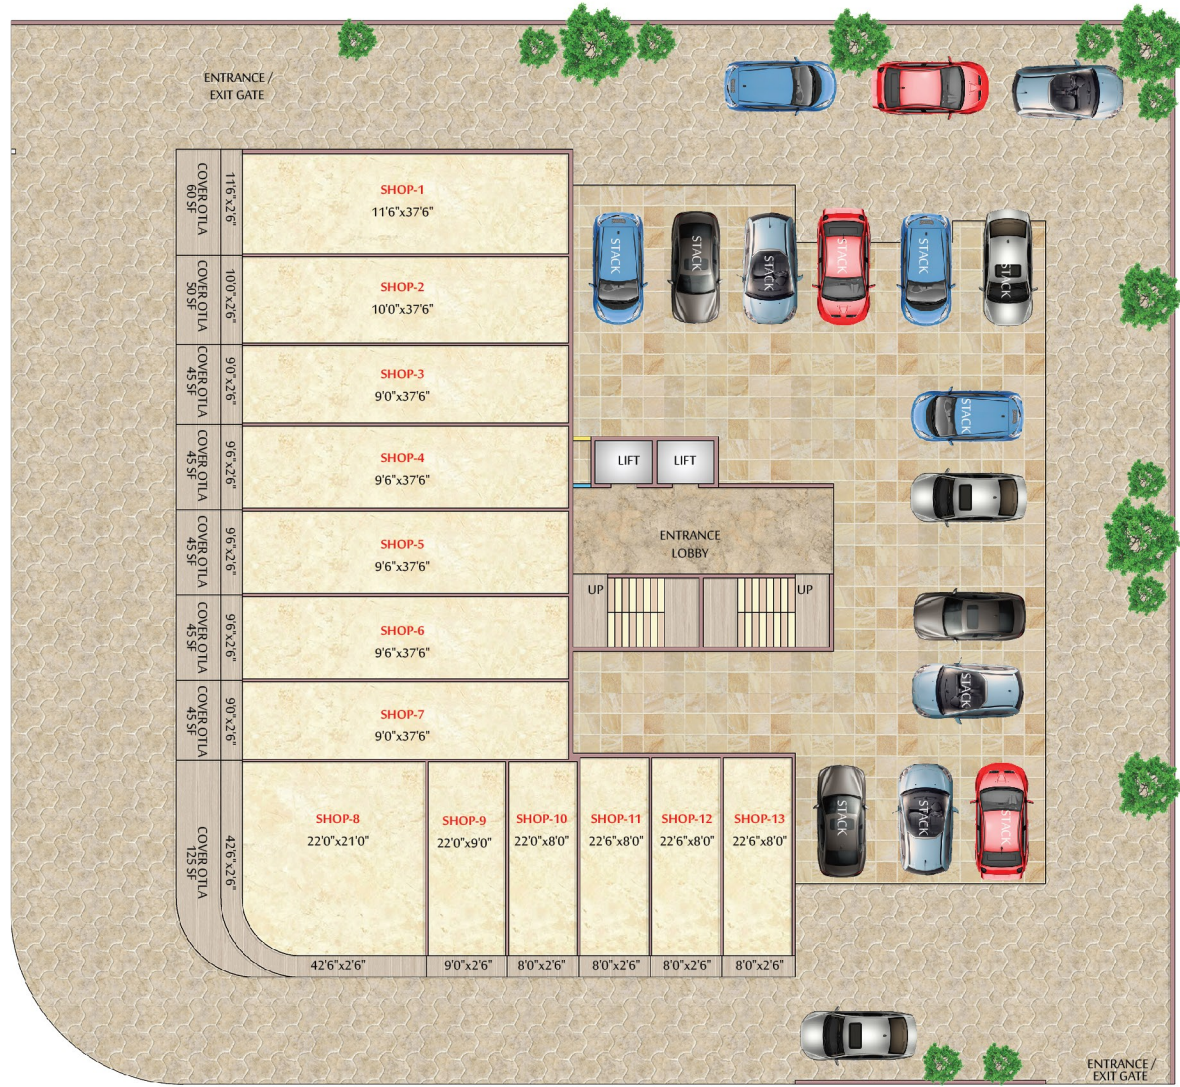 ENTRANCE /
EXIT GATE
COVER OTLA
60 SF
11'6"x2'6"
SHOP-1
11'6"x37'6"
COVER OTLA
50 SF
10'0"x2'6"
SHOP-2
10'0"x37'6"
COVER OTLA
45 SF
9'0"x2'6"
SHOP-3
9'0"x37'6"
COVER OTLA
45 SF
9'6"x2'6"
SHOP-4
9'6"x37'6"
COVER OTLA
45 SF
9'6"x2'6"
SHOP-5
9'6"x37'6"
COVER OTLA
45 SF
9'6"x2'6"
SHOP-6
9'6"x37'6"
COVER OTLA
45 SF
9'0"x2'6"
SHOP-7
9'0"x37'6"
COVER OTLA
125 SF
42'6"x2'6"
SHOP-8
22'0"x21'0"
SHOP-9
22'0"x9'0"
SHOP-10
22'0"x8'0"
SHOP-11
22'6"x8'0"
SHOP-12
22'6"x8'0"
SHOP-13
22'6"x8'0"
42'6"x2'6"
9'0"x2'6"
8'0"x2'6"
8'0"x2'6"
8'0"x2'6"
8'0"x2'6"
STACK
STACK
STACK
STACK
STACK
STACK
STACK
LIFT
LIFT
ENTRANCE
LOBBY
UP
UP
STACK
STACK
STACK
STACK
ENTRANCE /
EXIT GATE